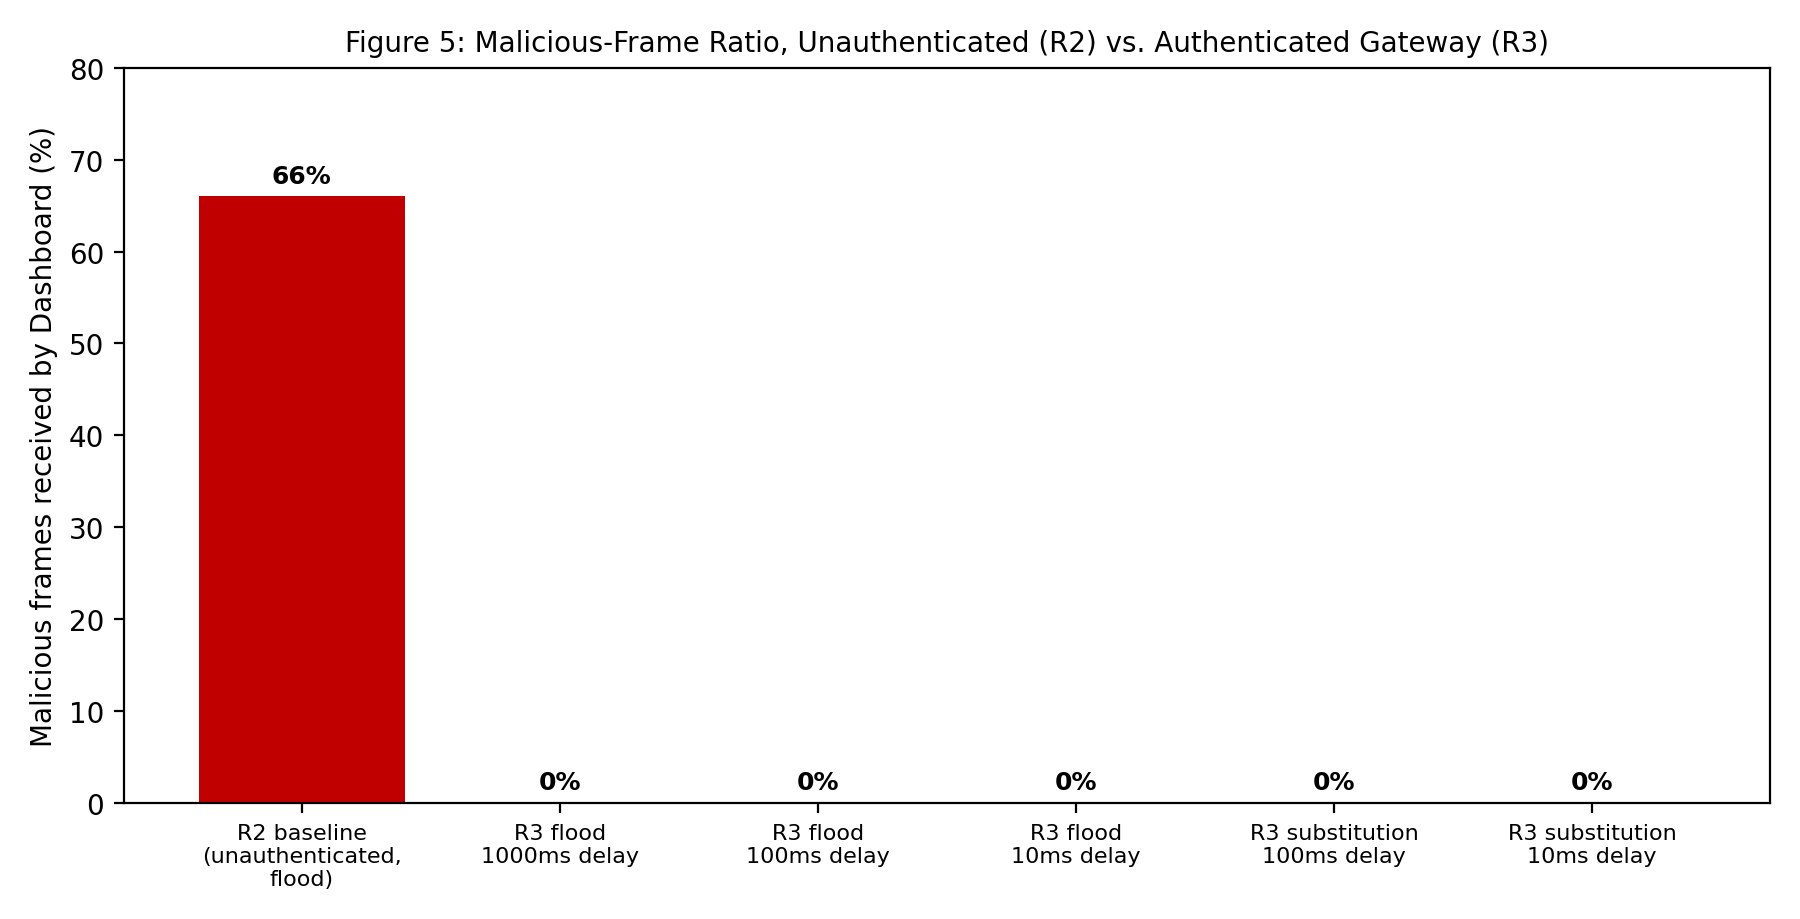 Figure 5: Malicious-Frame Ratio, Unauthenticated (R2) vs. Authenticated Gateway (R3)
Malicious frames received by Dashboard (%)
80
70
60
50
40
30
20
10
0
66%
0%
0%
0%
0%
0%
R2 baseline
(unauthenticated,
flood)
R3 flood
1000ms delay
R3 flood
100ms delay
R3 flood
10ms delay
R3 substitution
100ms delay
R3 substitution
10ms delay